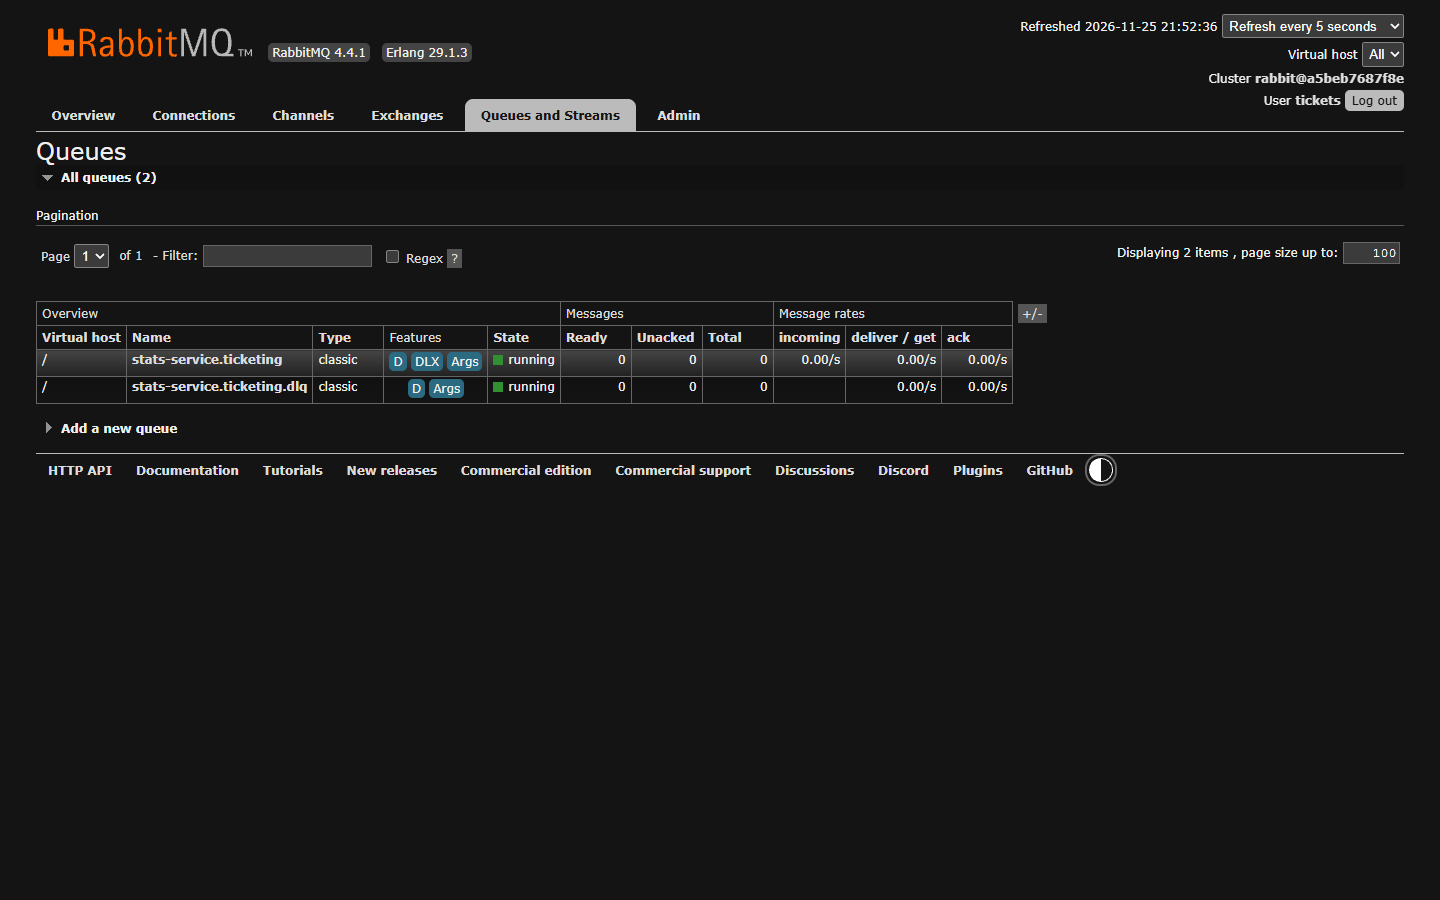 RabbitMQ TM RabbitMQ 4.4.1 Erlang 29.1.3
Refreshed 2026-11-25 21:52:36 Refresh every 5 seconds
Virtual host All
Cluster rabbit@a5beb7687f8e
User tickets Log out
Overview Connections Channels Exchanges Queues and Streams Admin
Queues
All queues (2)
Pagination
Page 1 of 1 - Filter: Regex ? Displaying 2 items , page size up to: 100
Overview Messages Message rates +/-
Virtual host Name Type Features State Ready Unacked Total incoming deliver / get ack
/ stats-service.ticketing classic D DLX Args running 0 0 0 0.00/s 0.00/s 0.00/s
/ stats-service.ticketing.dlq classic D Args running 0 0 0 0.00/s 0.00/s
Add a new queue
HTTP API Documentation Tutorials New releases Commercial edition Commercial support Discussions Discord Plugins GitHub